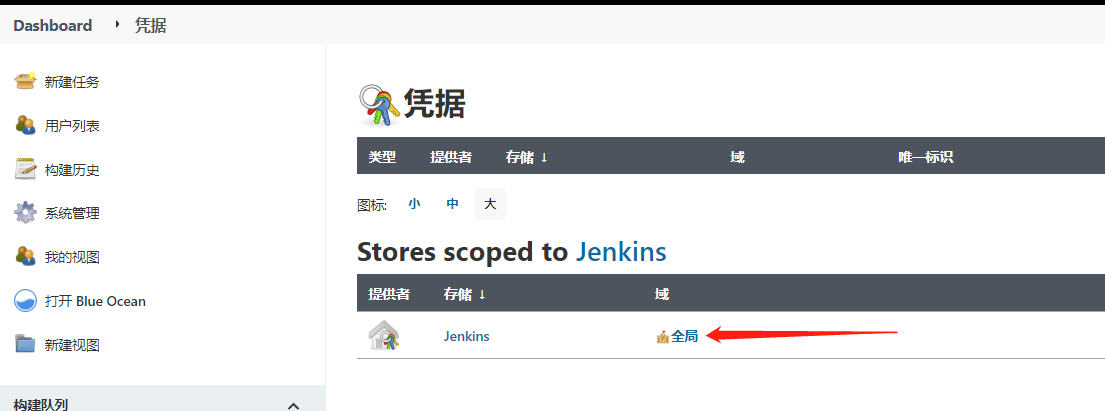 Dashboard 凭据
新建任务
用户列表
构建历史
系统管理
我的视图
打开 Blue Ocean
新建视图
构建队列
凭据
类型 提供者 存储 ↓ 域 唯一标识
图标: 小 中 大
Stores scoped to Jenkins
提供者 存储 ↓ 域
Jenkins 全局